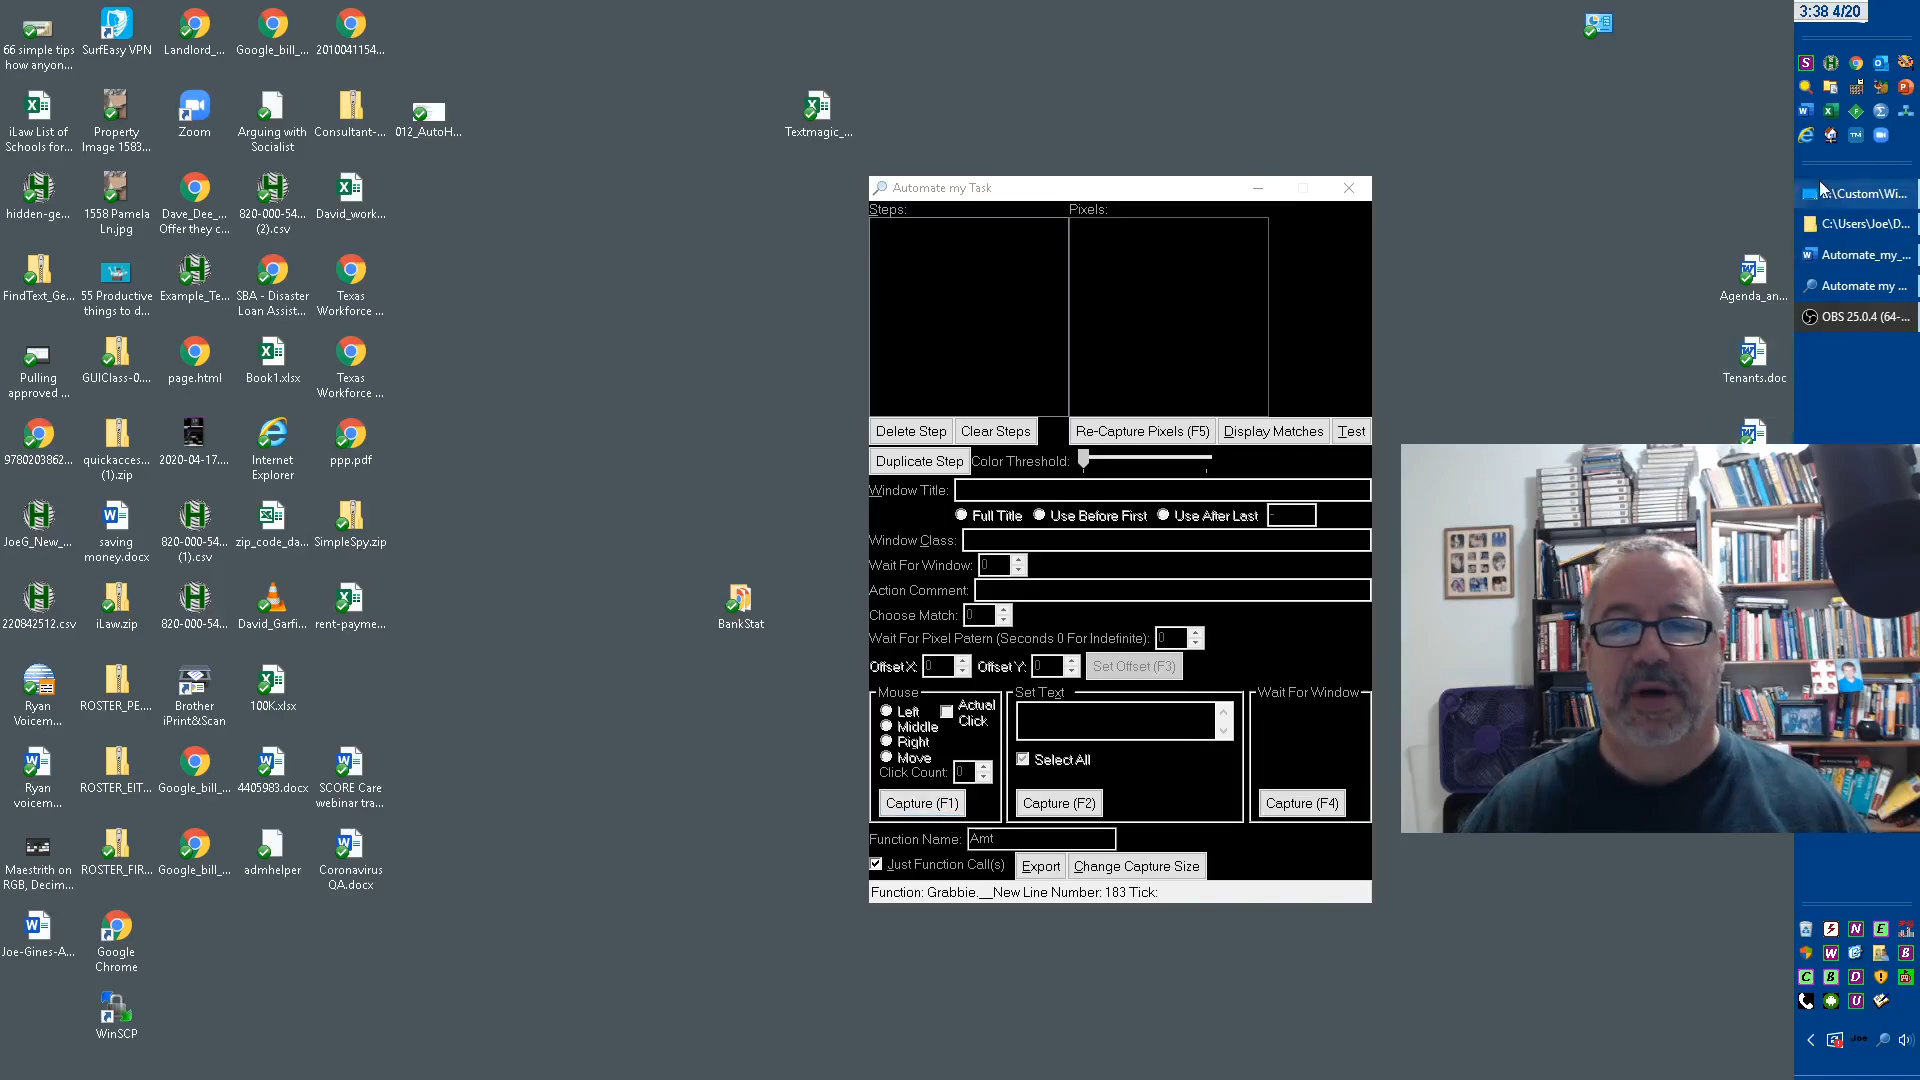 66 simple tips
how anyon...
SurfEasy VPN
Landlord_...
Google_bill_...
2010041154...
iLaw List of
Schools for...
Property
Image 1583...
Zoom
Arguing with
Socialist
Consultant-...
012_AutoH...
Textmagic_...
hidden-ge...
1558 Pamela
Ln.jpg
Dave_Dee_...
Offer they c...
820-000-54...
(2).csv
David_work...
FindText_Ge...
55 Productive
things to d...
Example_Te...
SBA - Disaster
Loan Assist...
Texas
Workforce ...
Pulling
approved ...
GUIClass-0....
page.html
Book1.xlsx
Texas
Workforce ...
9780203862...
quickacces...
(1).zip
2020-04-17....
Internet
Explorer
ppp.pdf
JoeG_New_...
saving
money.docx
820-000-54...
(1).csv
zip_code_da...
SimpleSpy.zip
220842512.csv
iLaw.zip
820-000-54...
David_Garfi...
rent-payme...
BankStat
Ryan
Voicem...
ROSTER_PE...
Brother
iPrint&Scan
100K.xlsx
Ryan
voicem...
ROSTER_EIT...
Google_bill_...
4405983.docx
SCORE Care
webinar tra...
Maestrith on
RGB, Decim...
ROSTER_FIR...
Google_bill_...
admhelper
Coronavirus
QA.docx
Joe-Gines-A...
Google
Chrome
WinSCP
Agenda_an...
Tenants.doc
Automate my Task
Steps:
Pixels:
Delete Step
Clear Steps
Re-Capture Pixels (F5)
Display Matches
Test
Duplicate Step
Color Threshold:
Window Title:
Full Title
Use Before First
Use After Last
-
Window Class:
Wait For Window:
0
Action Comment:
Choose Match:
0
Wait For Pixel Patern (Seconds 0 For Indefinite):
0
Offset X:
0
Offset Y:
0
Set Offset (F3)
Mouse
Left
Actual
Click
Middle
Right
Move
Click Count:
0
Capture (F1)
Set Text
Select All
Capture (F2)
Wait For Window
Capture (F4)
Function Name:
Amt
Just Function Call(s)
Export
Change Capture Size
Function: Grabbie.__New Line Number: 183 Tick:
3:38 4/20
:\Custom\Wi...
C:\Users\Joe\D...
Automate_my_...
Automate my ...
OBS 25.0.4 (64-...
Joe